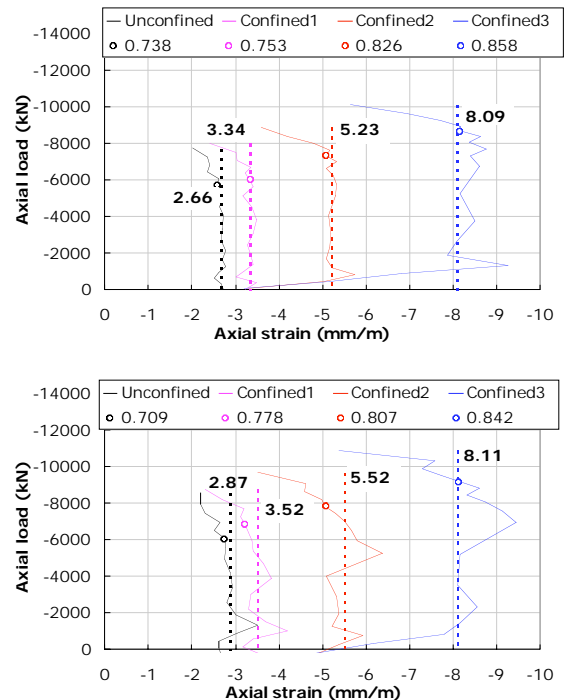 Unconfined Confined1 Confined2 Confined3
0.738 0.753 0.826 0.858
Axial load (kN)
-14000
-12000
-10000
-8000
-6000
-4000
-2000
0
2.66
3.34
5.23
8.09
0 -1 -2 -3 -4 -5 -6 -7 -8 -9 -10
Axial strain (mm/m)
Unconfined Confined1 Confined2 Confined3
0.709 0.778 0.807 0.842
Axial load (kN)
-14000
-12000
-10000
-8000
-6000
-4000
-2000
0
2.87
3.52
5.52
8.11
0 -1 -2 -3 -4 -5 -6 -7 -8 -9 -10
Axial strain (mm/m)